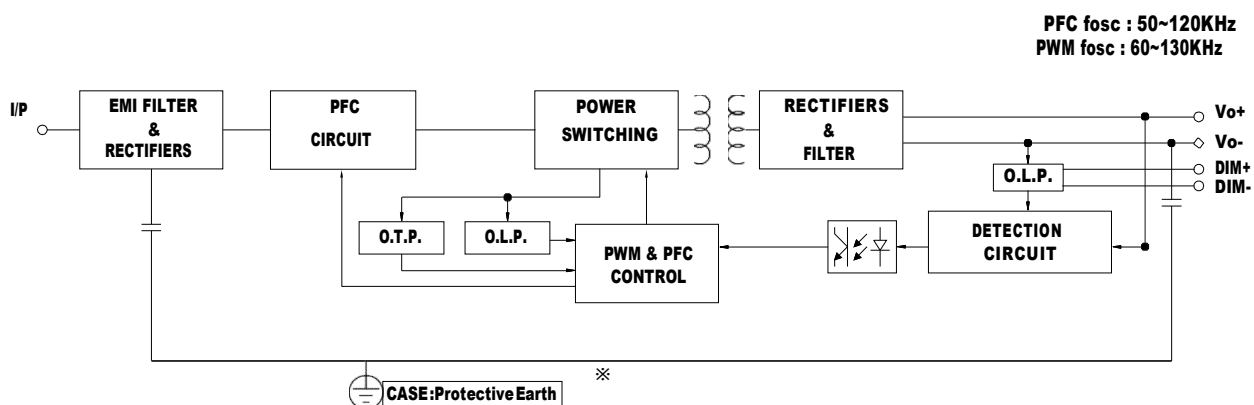 PFC fosc : 50~120KHz
PWM fosc : 60~130KHz
I/P
EMI FILTER
&
RECTIFIERS
PFC
CIRCUIT
POWER
SWITCHING
RECTIFIERS
&
FILTER
Vo+
Vo-
DIM+
DIM-
O.L.P.
O.T.P.
O.L.P.
PWM & PFC
CONTROL
DETECTION
CIRCUIT
※
CASE:Protective Earth